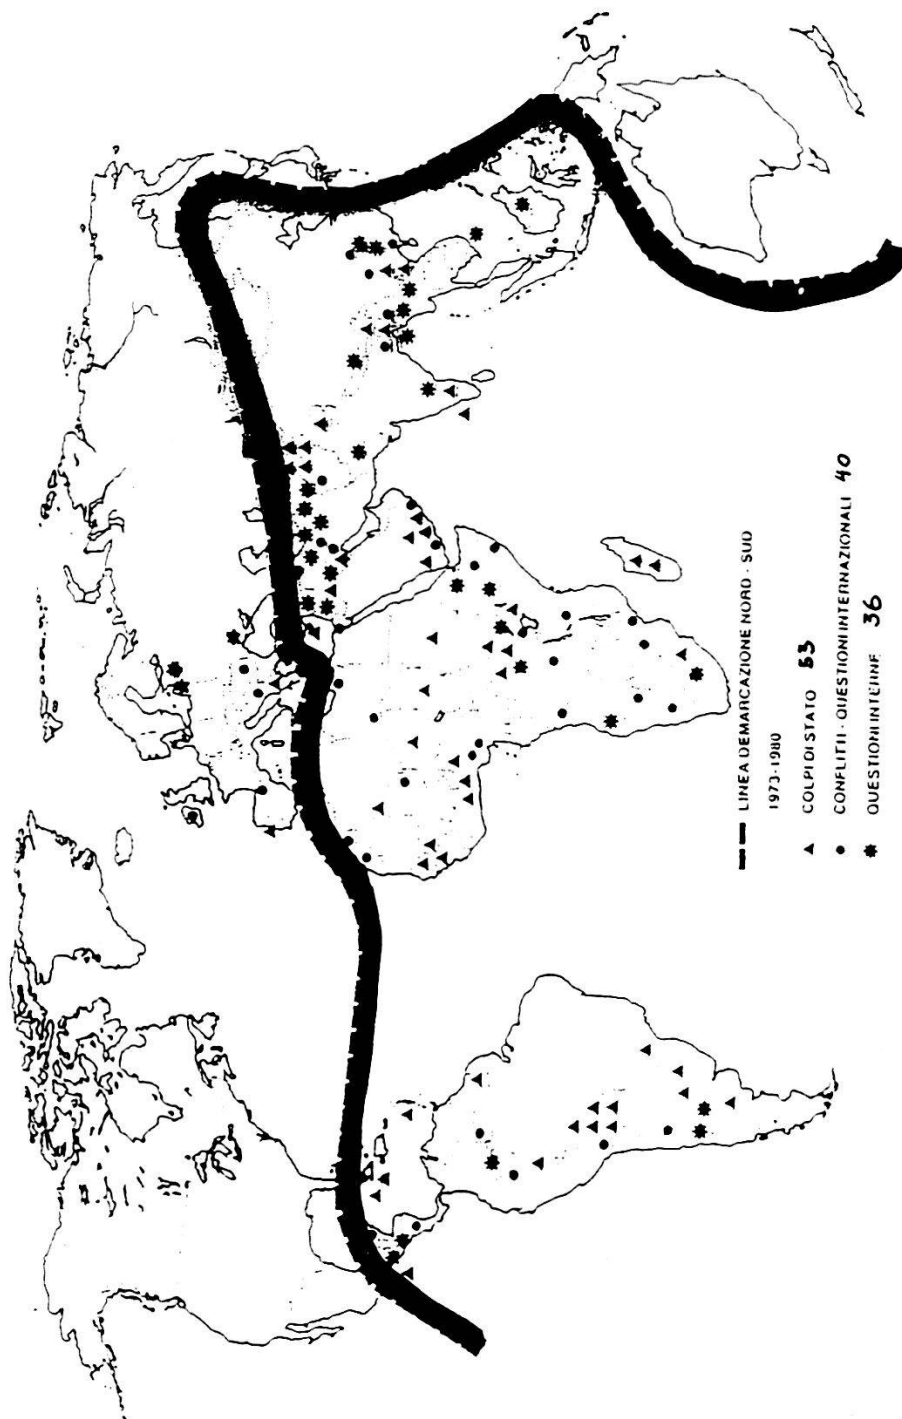 LINEA DEMARCAZIONE NORD - SUD
1973-1980
COLPI DI STATO 53
CONFLITTI - QUESTIONI INTERNAZIONALI 40
QUESTIONI INTERNE 36